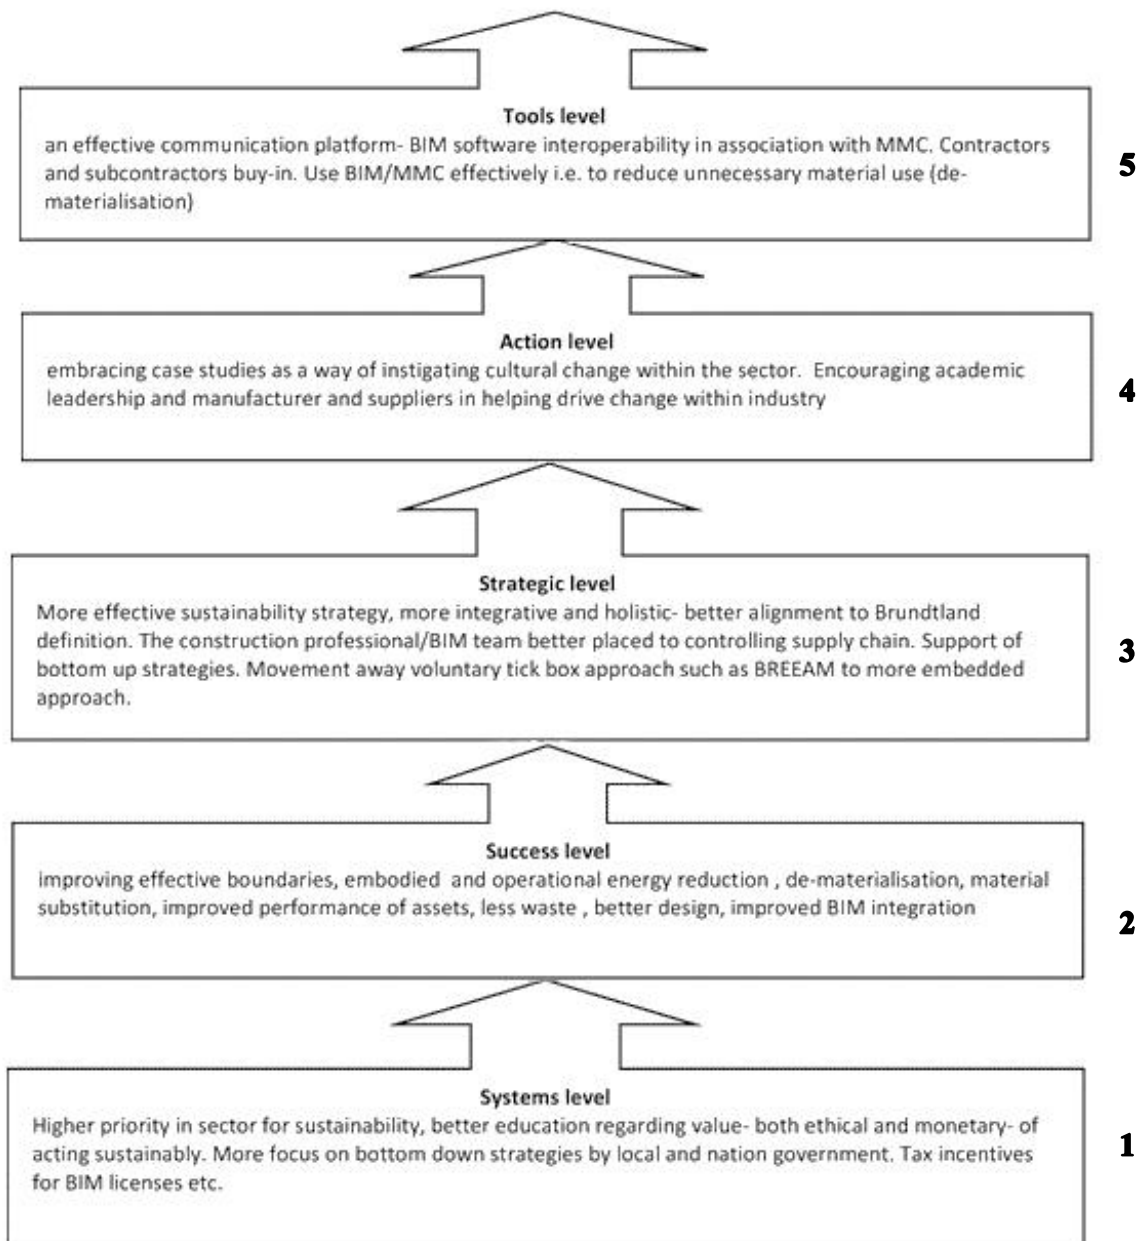 Tools level
an effective communication platform- BIM software interoperability in association with MMC. Contractors
and subcontractors buy-in. Use BIM/MMC effectively i.e. to reduce unnecessary material use (de-
materialisation)
5
Action level
embracing case studies as a way of instigating cultural change within the sector.  Encouraging academic
leadership and manufacturer and suppliers in helping drive change within industry
4
Strategic level
More effective sustainability strategy, more integrative and holistic- better alignment to Brundtland
definition. The construction professional/BIM team better placed to controlling supply chain. Support of
bottom up strategies. Movement away voluntary tick box approach such as BREEAM to more embedded
approach.
3
Success level
improving effective boundaries, embodied  and operational energy reduction , de-materialisation, material
substitution, improved performance of assets, less waste , better design, improved BIM integration
2
Systems level
Higher priority in sector for sustainability, better education regarding value- both ethical and monetary- of
acting sustainably. More focus on bottom down strategies by local and nation government. Tax incentives
for BIM licenses etc.
1